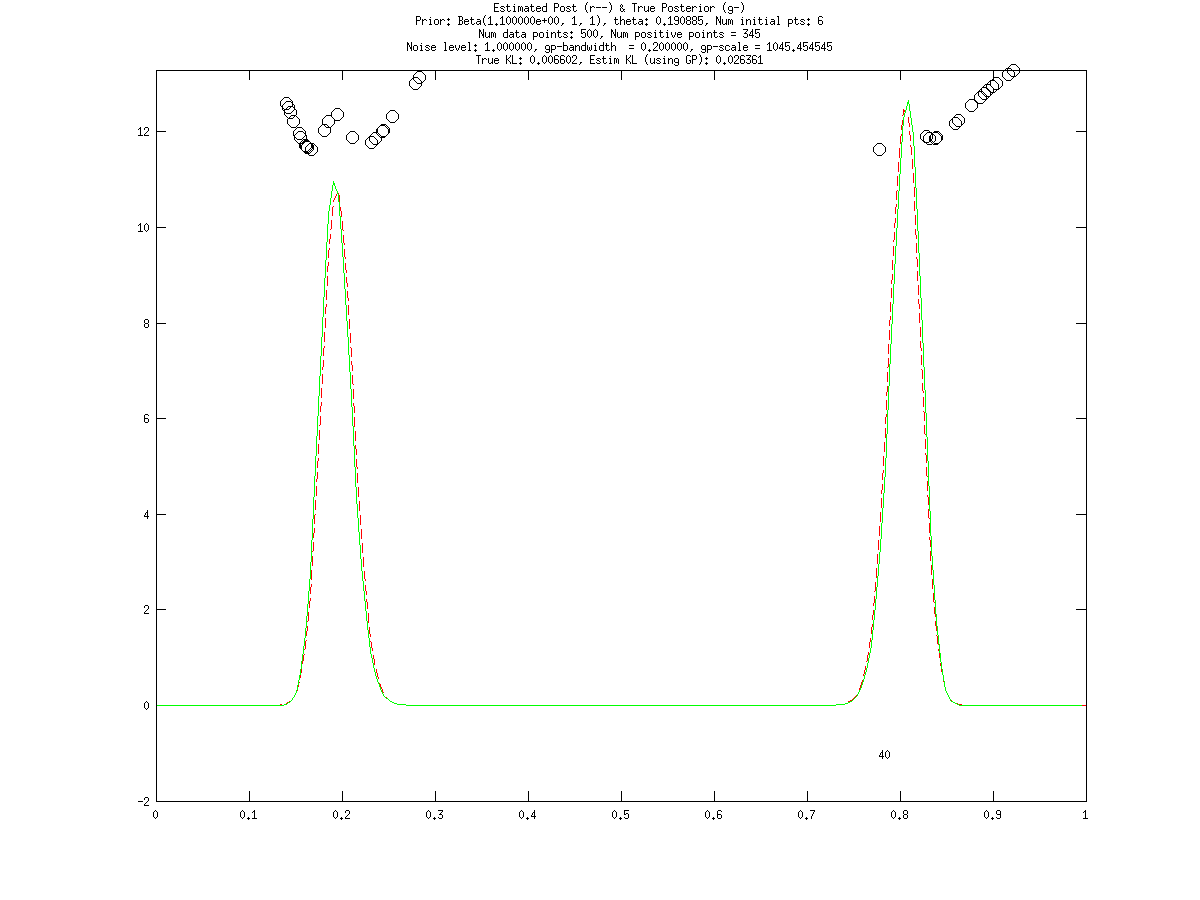 Estimated Post (r--) & True Posterior (g-)
Prior: Beta(1.100000e+00, 1, 1), theta: 0.190885, Num initial pts: 6
Num data points: 500, Num positive points = 345
Noise level: 1.000000, gp-bandwidth  = 0.200000, gp-scale = 1045.454545
True KL: 0.006602, Estim KL (using GP): 0.026361
12
10
8
6
4
2
0
40
-2
0 0.1 0.2 0.3 0.4 0.5 0.6 0.7 0.8 0.9 1